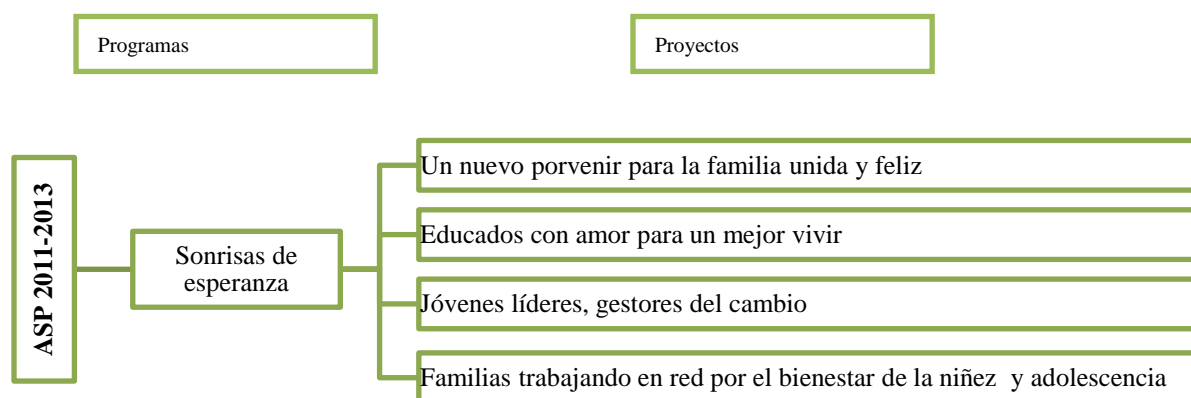 Programas
Proyectos
ASP 2011-2013
Sonrisas de
esperanza
Un nuevo porvenir para la familia unida y feliz
Educados con amor para un mejor vivir
Jóvenes líderes, gestores del cambio
Familias trabajando en red por el bienestar de la niñez  y adolescencia